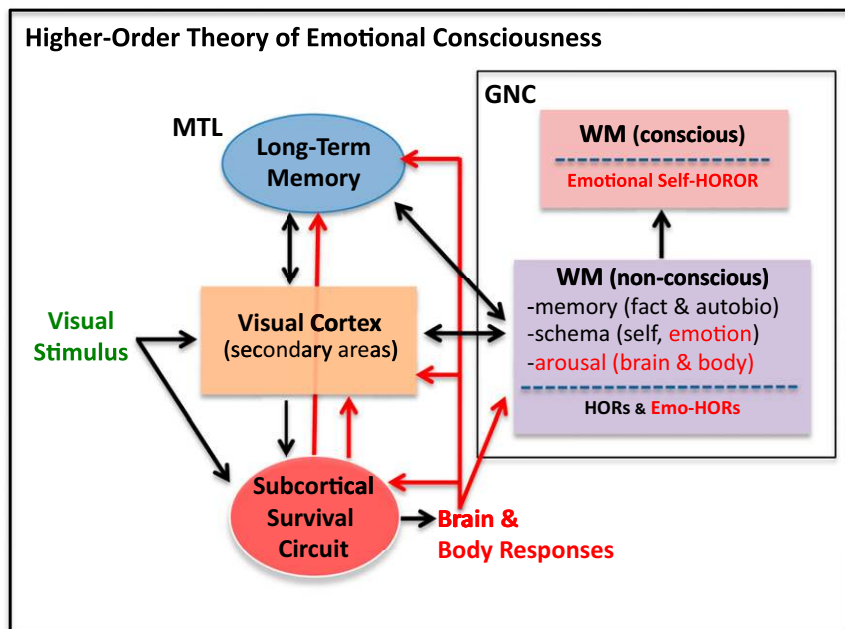 Higher-Order Theory of Emotional Consciousness
GNC
MTL
Long-Term
Memory
WM (conscious)
Emotional Self-HOROR
Visual
Stimulus
Visual Cortex
(secondary areas)
WM (non-conscious)
-memory (fact & autobio)
-schema (self, emotion)
-arousal (brain & body)
HORs & Emo-HORs
Subcortical
Survival
Circuit
Brain &
Body Responses